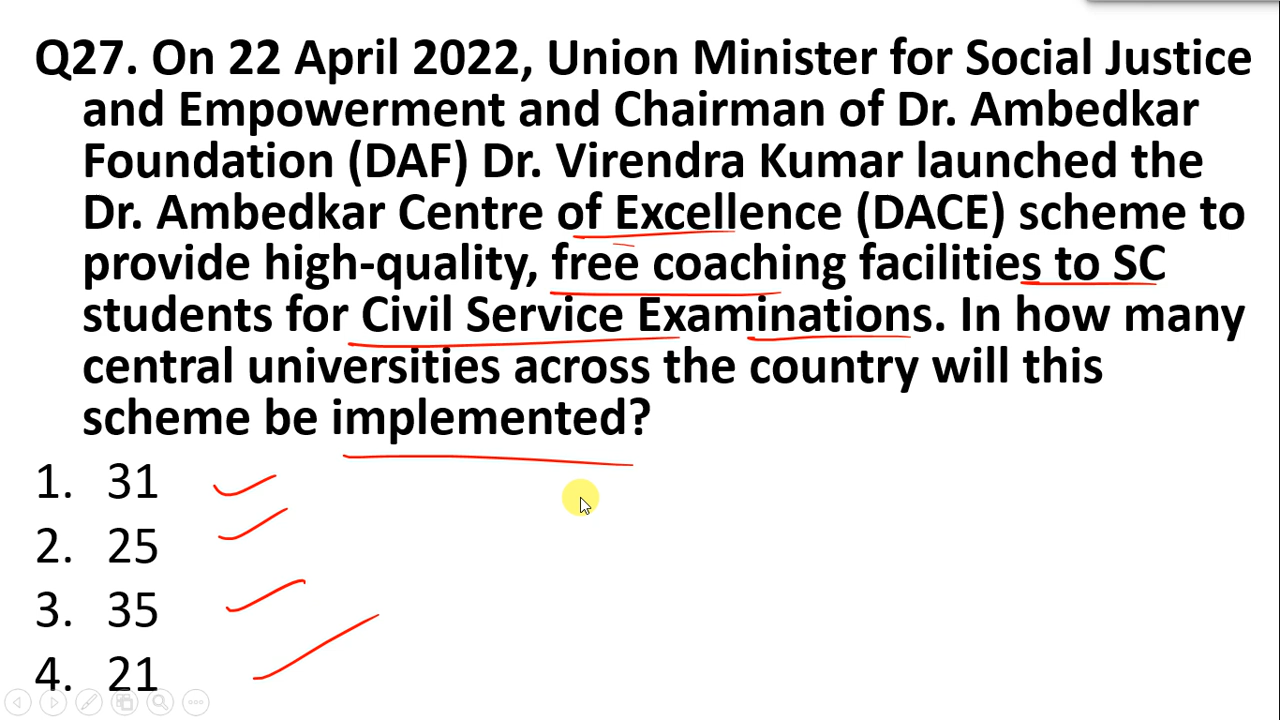 Q27. On 22 April 2022, Union Minister for Social Justice
and Empowerment and Chairman of Dr. Ambedkar
Foundation (DAF) Dr. Virendra Kumar launched the
Dr. Ambedkar Centre of Excellence (DACE) scheme to
provide high-quality, free coaching facilities to SC
students for Civil Service Examinations. In how many
central universities across the country will this
scheme be implemented?
1. 31
2. 25
3. 35
4. 21